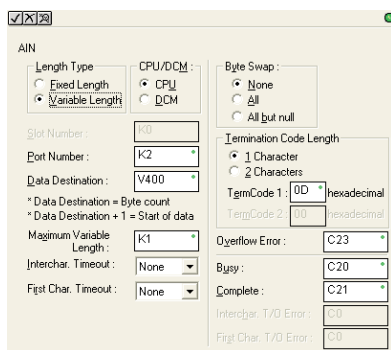 AIN
Length Type
Fixed Length
Variable Length
CPU/DCM :
CPU
DCM
Slot Number :
K0
Port Number :
K2
Data Destination :
V400
* Data Destination = Byte count
* Data Destination + 1 = Start of data
Maximum Variable
Length :
K1
Interchar. Timeout :
None
First Char. Timeout :
None
Byte Swap :
None
All
All but null
Termination Code Length
1 Character
2 Characters
TermCode 1 :
0D
hexadecimal
TermCode 2 :
00
hexadecimal
Overflow Error :
C23
Busy :
C20
Complete :
C21
Interchar. T/O Error :
C0
First Char. T/O Error :
C0